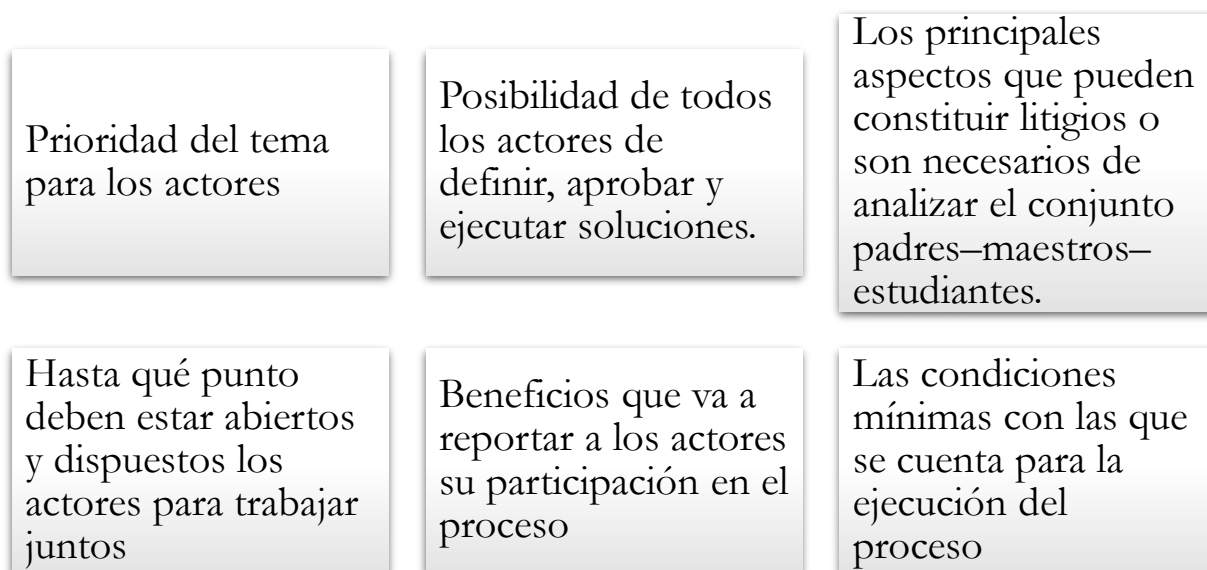 Prioridad del tema
para los actores
Posibilidad de todos
los actores de
definir, aprobar y
ejecutar soluciones.
Los principales
aspectos que pueden
constituir litigios o
son necesarios de
analizar el conjunto
padres–maestros–
estudiantes.
Hasta qué punto
deben estar abiertos
y dispuestos los
actores para trabajar
juntos
Beneficios que va a
reportar a los actores
su participación en el
proceso
Las condiciones
mínimas con las que
se cuenta para la
ejecución del
proceso